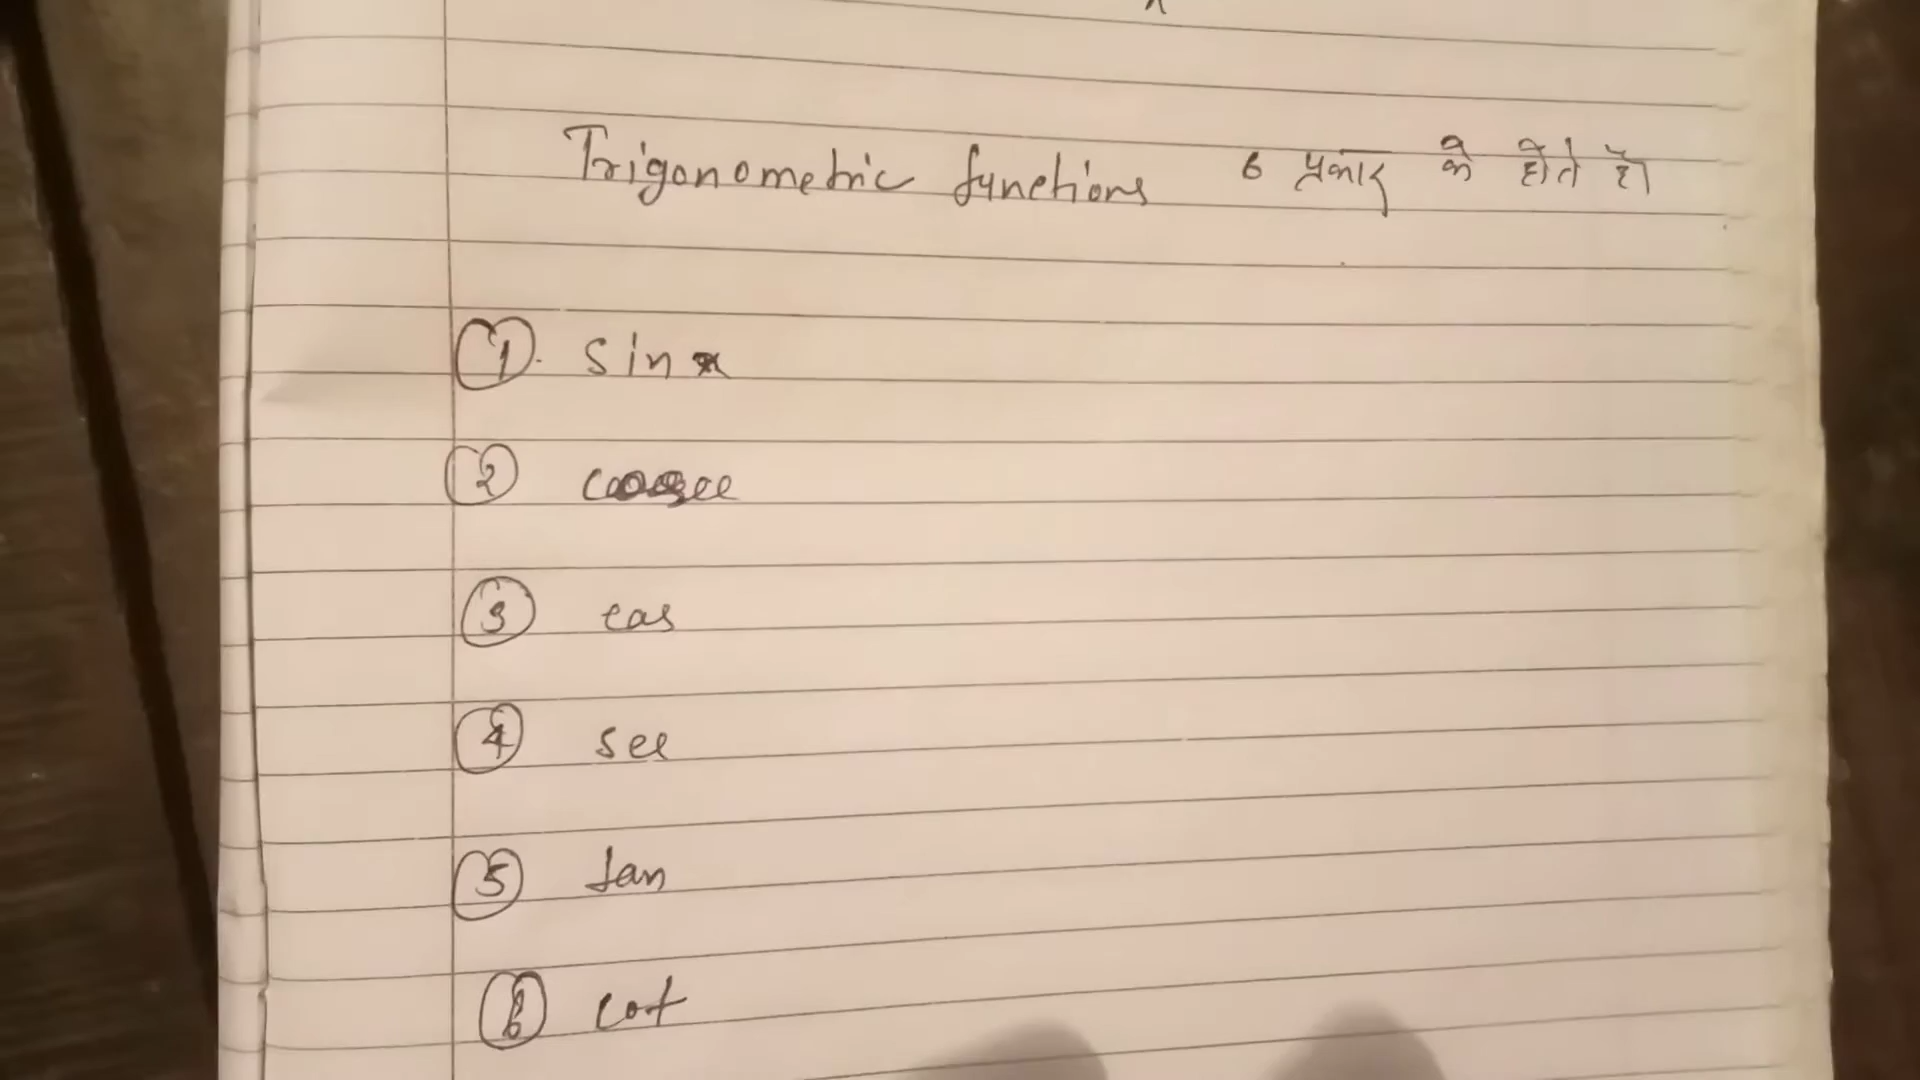 Trigonometric functions 6 प्रकार के होते है।
① sin x
② cosec
③ cos
④ sec
⑤ tan
⑥ cot